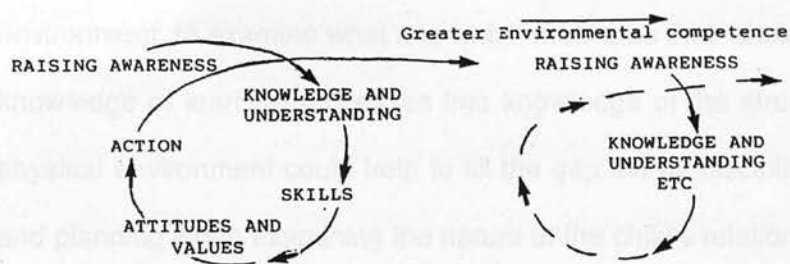 Greater Environmental competence
RAISING AWARENESS
KNOWLEDGE AND
UNDERSTANDING
SKILLS
ATTITUDES AND
VALUES
ACTION
RAISING AWARENESS
KNOWLEDGE AND
UNDERSTANDING
ETC